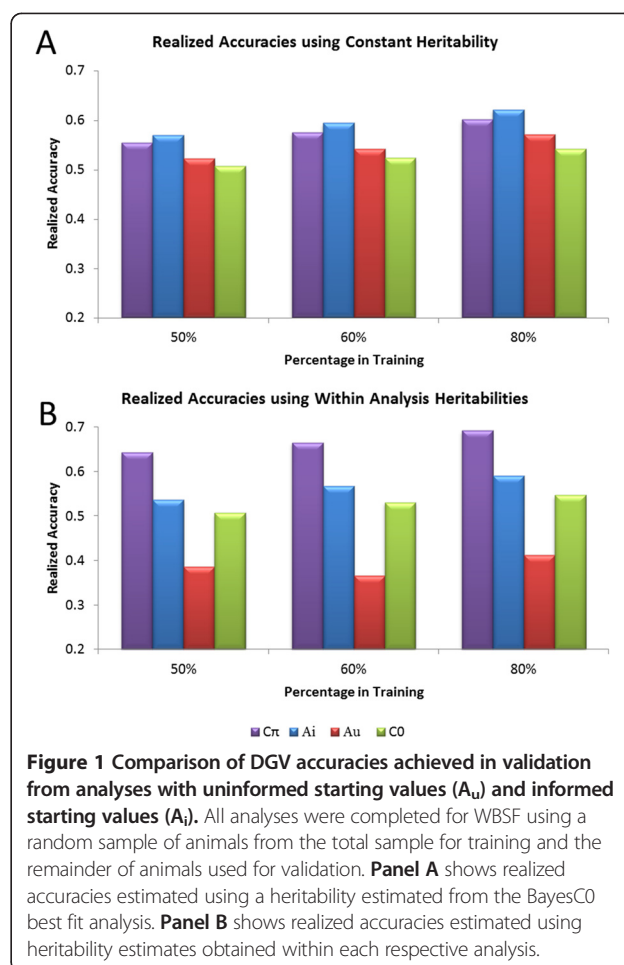 A
Realized Accuracies using Constant Heritability
0.7
0.6
0.5
0.4
0.3
0.2
Realized Accuracy
50%
60%
80%
Percentage in Training
B
Realized Accuracies using Within Analysis Heritabilities
0.7
0.6
0.5
0.4
0.3
0.2
Realized Accuracy
50%
60%
80%
Percentage in Training
Cπ Ai Au C0
Figure 1 Comparison of DGV accuracies achieved in validation
from analyses with uninformed starting values (Au) and informed
starting values (Ai). All analyses were completed for WBSF using a
random sample of animals from the total sample for training and the
remainder of animals used for validation. Panel A shows realized
accuracies estimated using a heritability estimated from the BayesC0
best fit analysis. Panel B shows realized accuracies estimated using
heritability estimates obtained within each respective analysis.